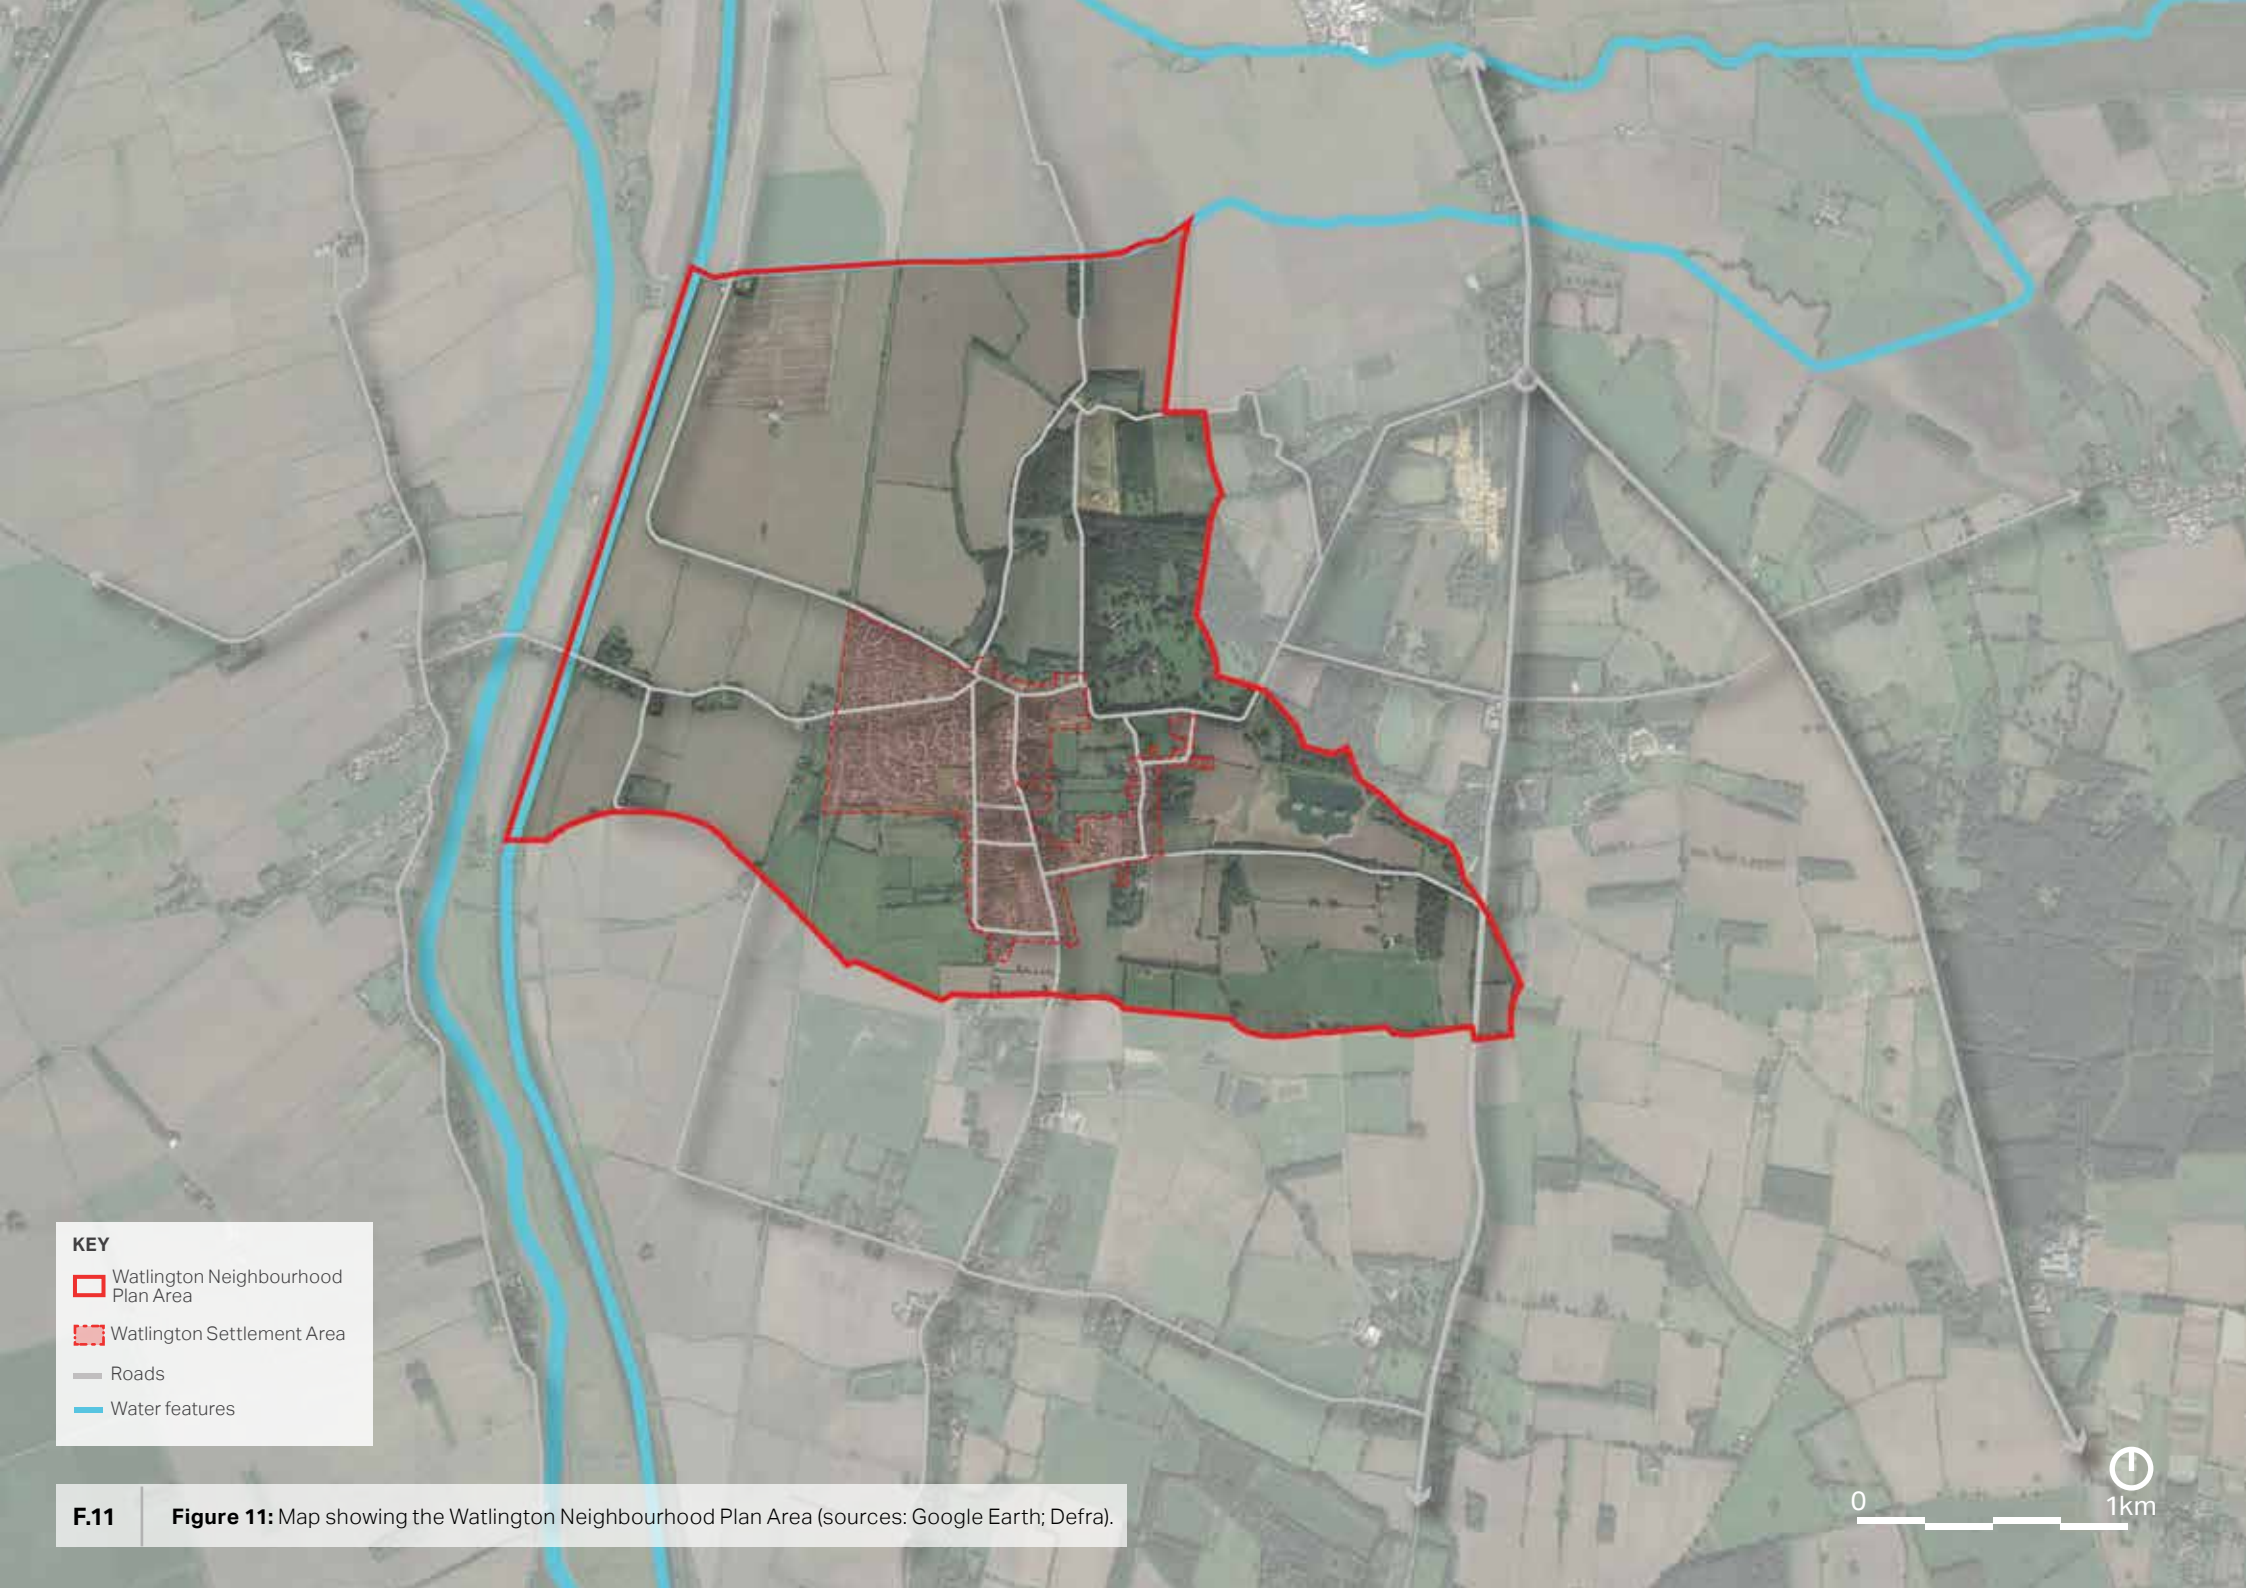 KEY
Watlington Neighbourhood
Plan Area
Watlington Settlement Area
Roads
Water features
F.11
Figure 11: Map showing the Watlington Neighbourhood Plan Area (sources: Google Earth; Defra).
0
1km